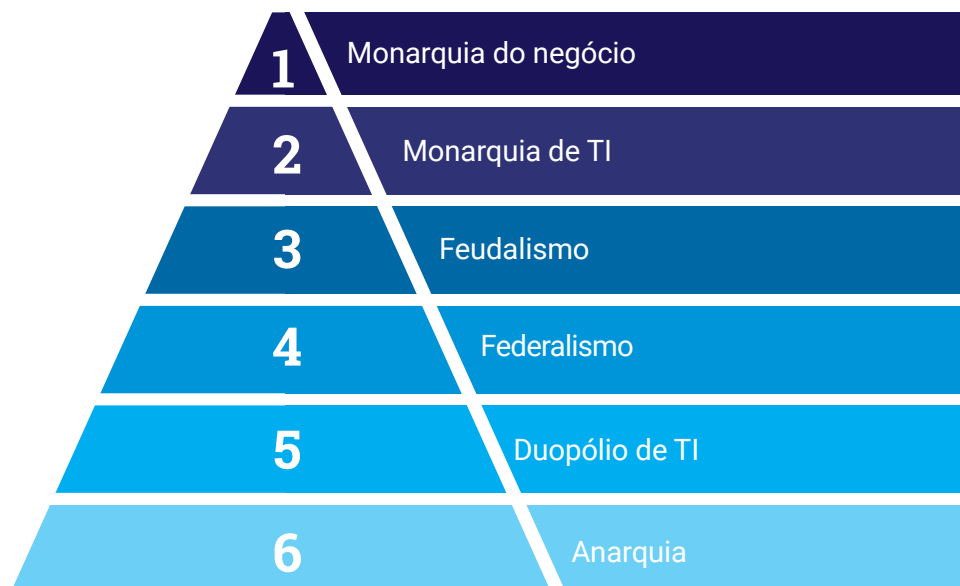 1 Monarquia do negócio
2 Monarquia de TI
3 Feudalismo
4 Federalismo
5 Duopólio de TI
6 Anarquia